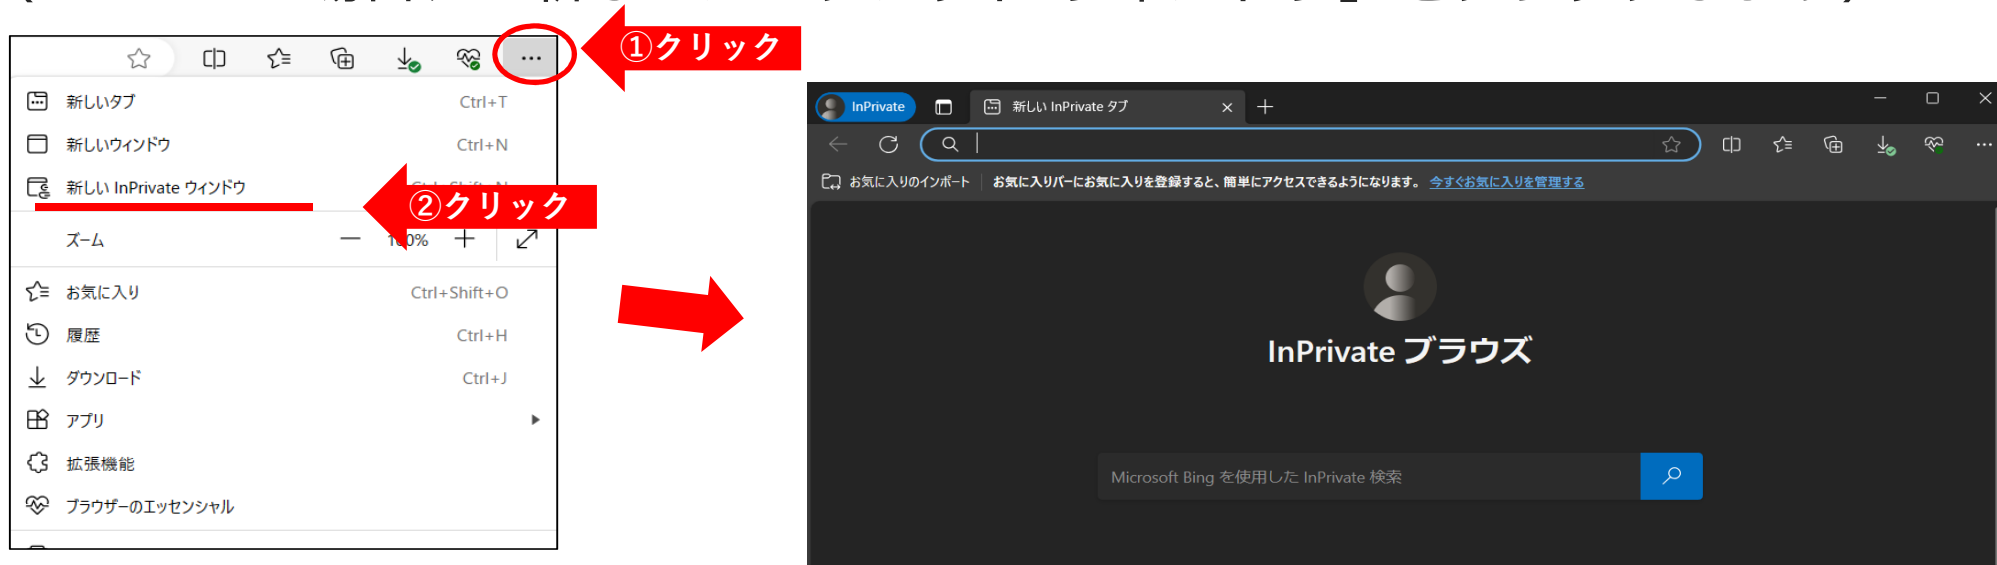 ①クリック
新しいタブ Ctrl+T
新しいウィンドウ Ctrl+N
新しい InPrivate ウィンドウ
②クリック
ズーム
お気に入り Ctrl+Shift+O
履歴 Ctrl+H
ダウンロード Ctrl+J
アプリ
拡張機能
ブラウザーのエッセンシャル
InPrivate 新しい InPrivate タブ
お気に入りのインポート お気に入りバーにお気に入りを登録すると、簡単にアクセスできるようになります。 今すぐお気に入りを管理する
InPrivate ブラウズ
Microsoft Bing を使用した InPrivate 検索